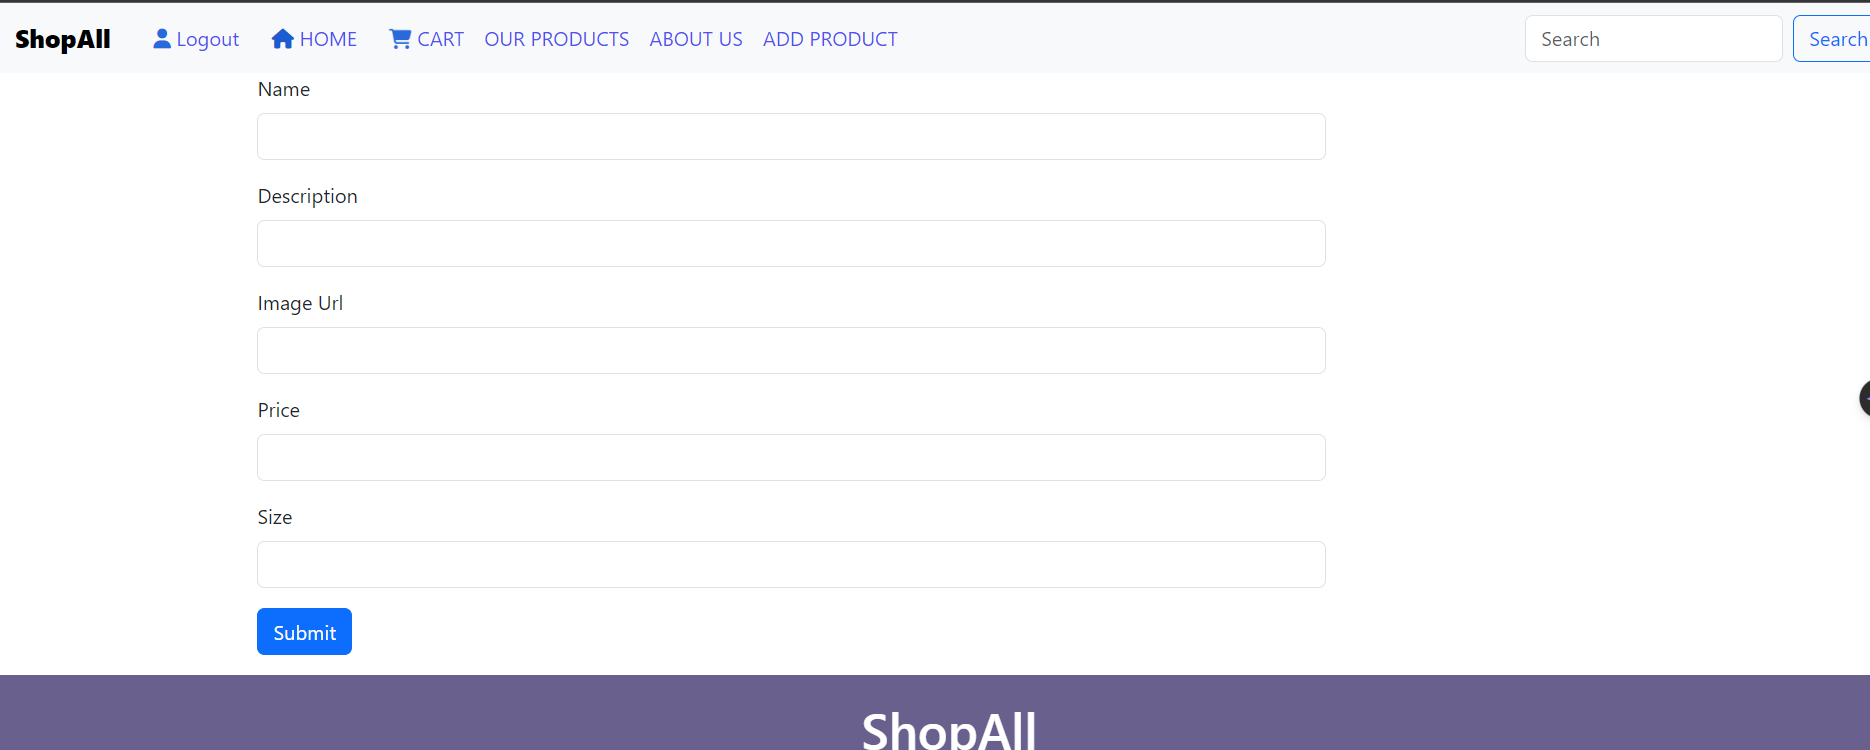 ShopAll Logout HOME CART OUR PRODUCTS ABOUT US ADD PRODUCT Search Search
Name
Description
Image Url
Price
Size
Submit
ShopAll